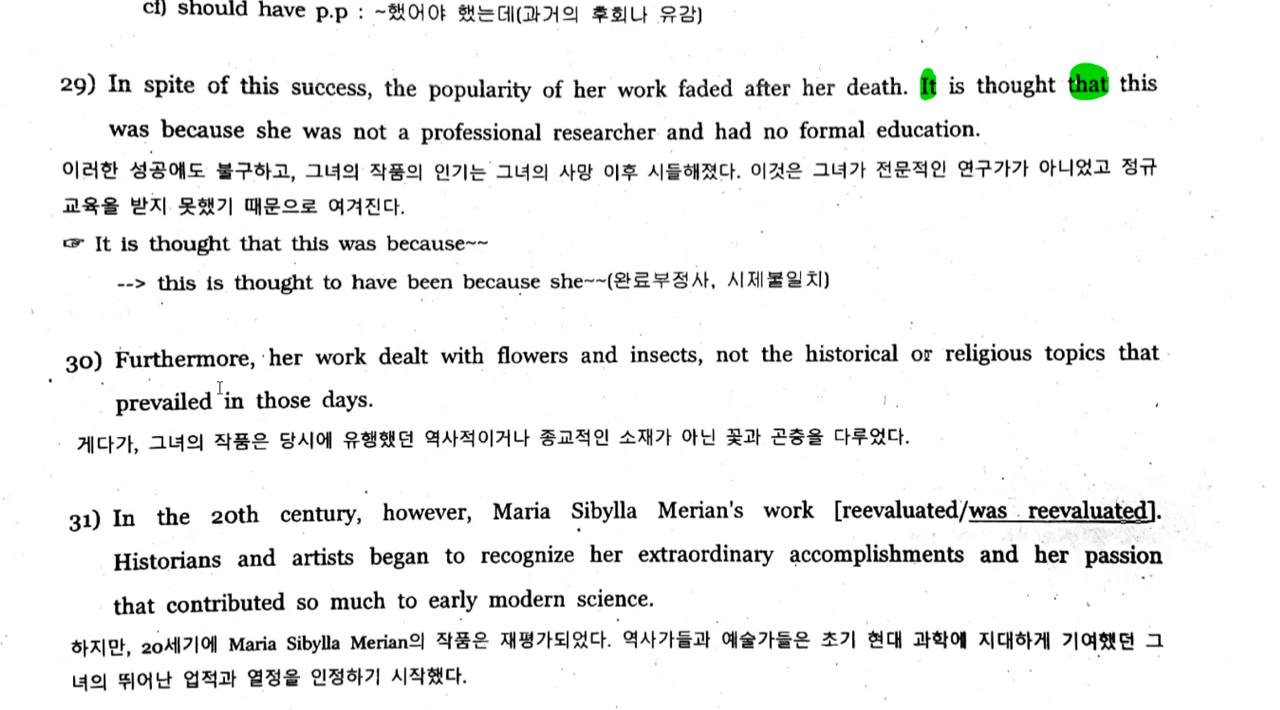 cf) should have p.p : ~했어야 했는데(과거의 후회나 유감)
29) In spite of this success, the popularity of her work faded after her death. It is thought that this
was because she was not a professional researcher and had no formal education.
이러한 성공에도 불구하고, 그녀의 작품의 인기는 그녀의 사망 이후 시들해졌다. 이것은 그녀가 전문적인 연구가가 아니었고 정규
교육을 받지 못했기 때문으로 여겨진다.
☞ It is thought that this was because~~
--> this is thought to have been because she~~(완료부정사, 시제불일치)
30) Furthermore, her work dealt with flowers and insects, not the historical or religious topics that
prevailed in those days.
게다가, 그녀의 작품은 당시에 유행했던 역사적이거나 종교적인 소재가 아닌 꽃과 곤충을 다루었다.
31) In the 20th century, however, Maria Sibylla Merian's work [reevaluated/was reevaluated].
Historians and artists began to recognize her extraordinary accomplishments and her passion
that contributed so much to early modern science.
하지만, 20세기에 Maria Sibylla Merian의 작품은 재평가되었다. 역사가들과 예술가들은 초기 현대 과학에 지대하게 기여했던 그
녀의 뛰어난 업적과 열정을 인정하기 시작했다.